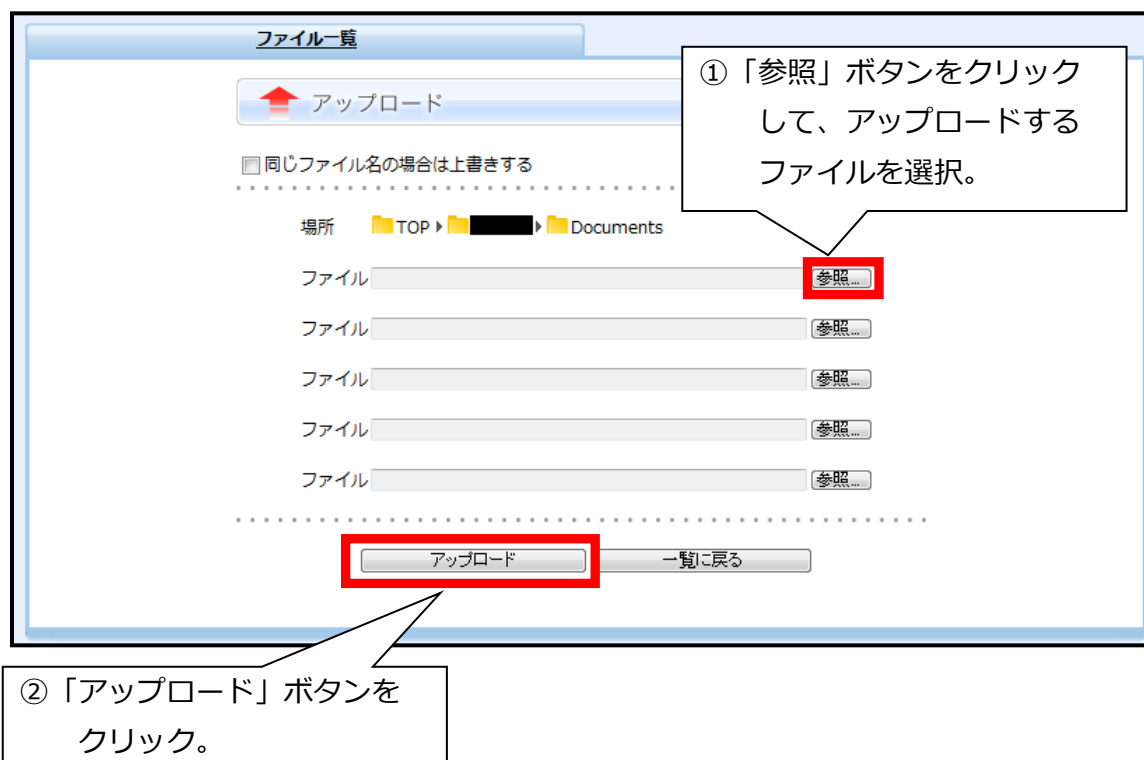 ファイル一覧
①「参照」ボタンをクリック
して、アップロードする
ファイルを選択。
アップロード
同じファイル名の場合は上書きする
場所 TOP Documents
ファイル 参照...
ファイル 参照...
ファイル 参照...
ファイル 参照...
ファイル 参照...
アップロード 一覧に戻る
②「アップロード」ボタンを
クリック。